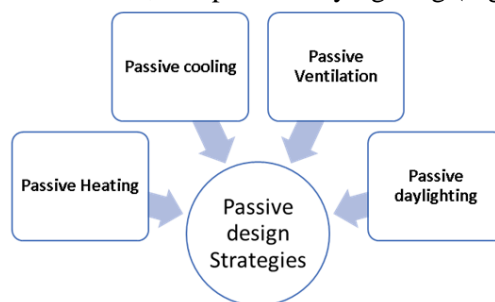 Passive cooling
Passive
Ventilation
Passive Heating
Passive
daylighting
Passive
design
Strategies